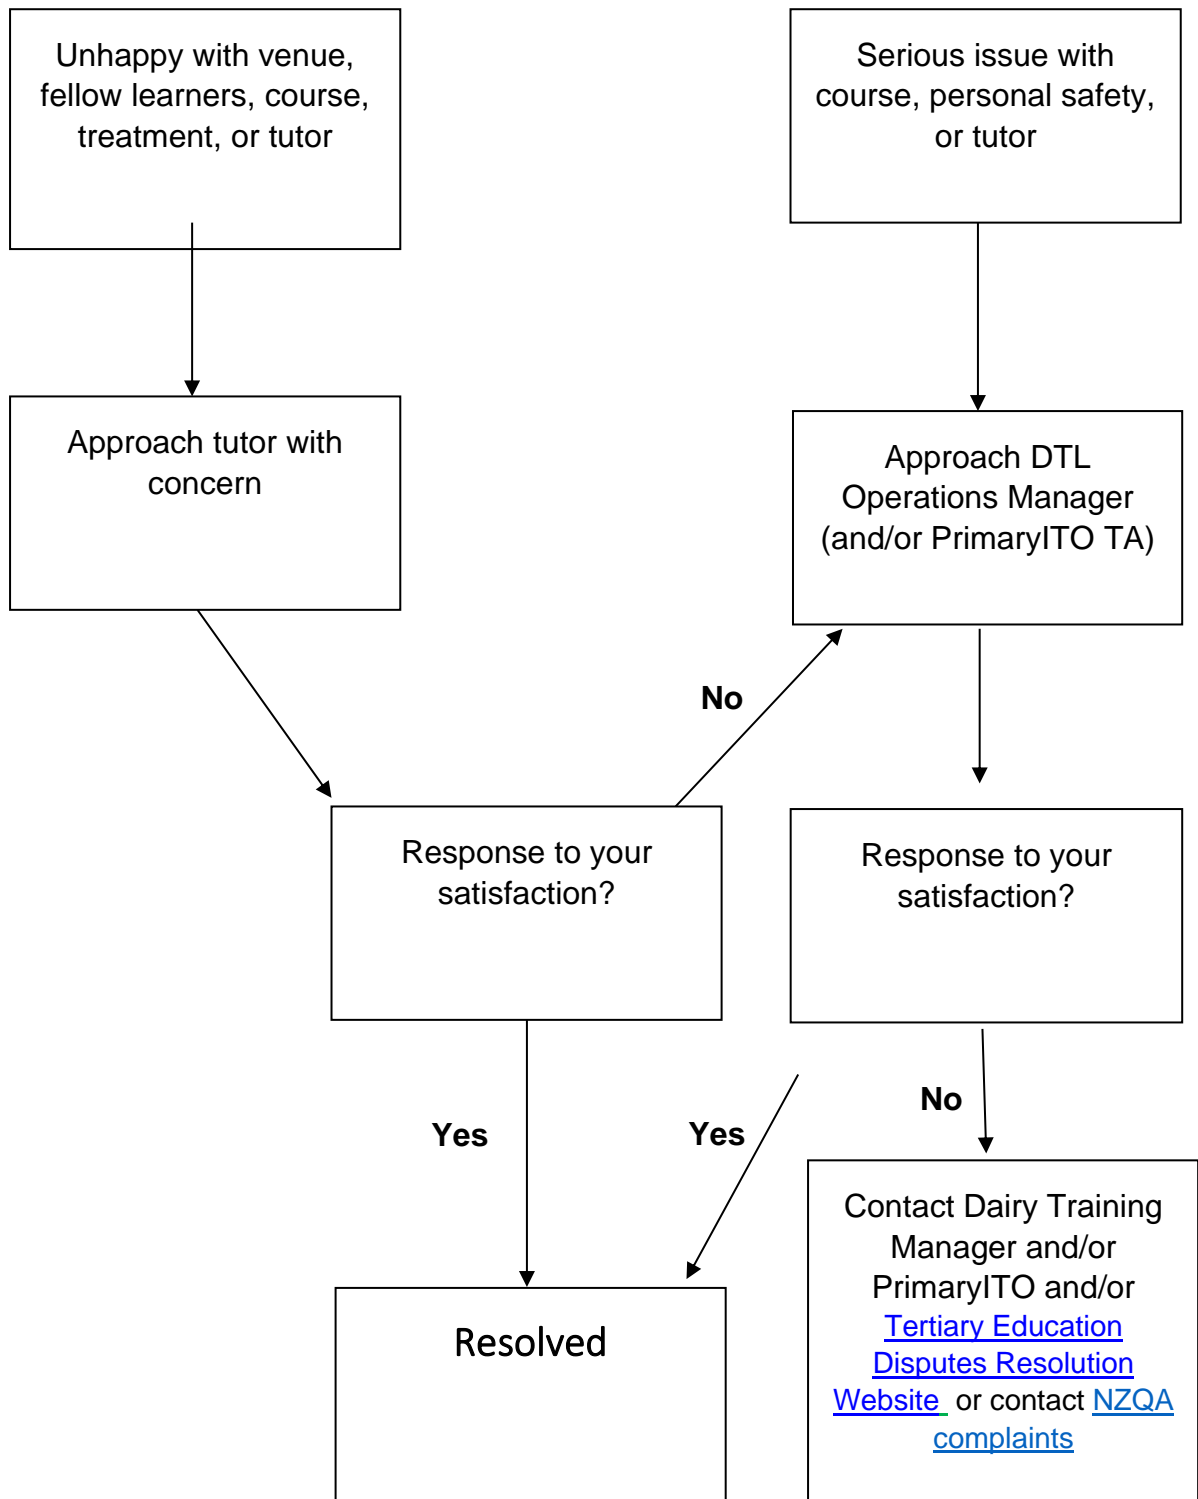 Unhappy with venue,
fellow learners, course,
treatment, or tutor
Serious issue with
course, personal safety,
or tutor
Approach tutor with
concern
Approach DTL
Operations Manager
(and/or PrimaryITO TA)
No
Response to your
satisfaction?
Response to your
satisfaction?
Yes
Yes
No
Resolved
Contact Dairy Training
Manager and/or
PrimaryITO and/or
Tertiary Education
Disputes Resolution
Website or contact NZQA
complaints